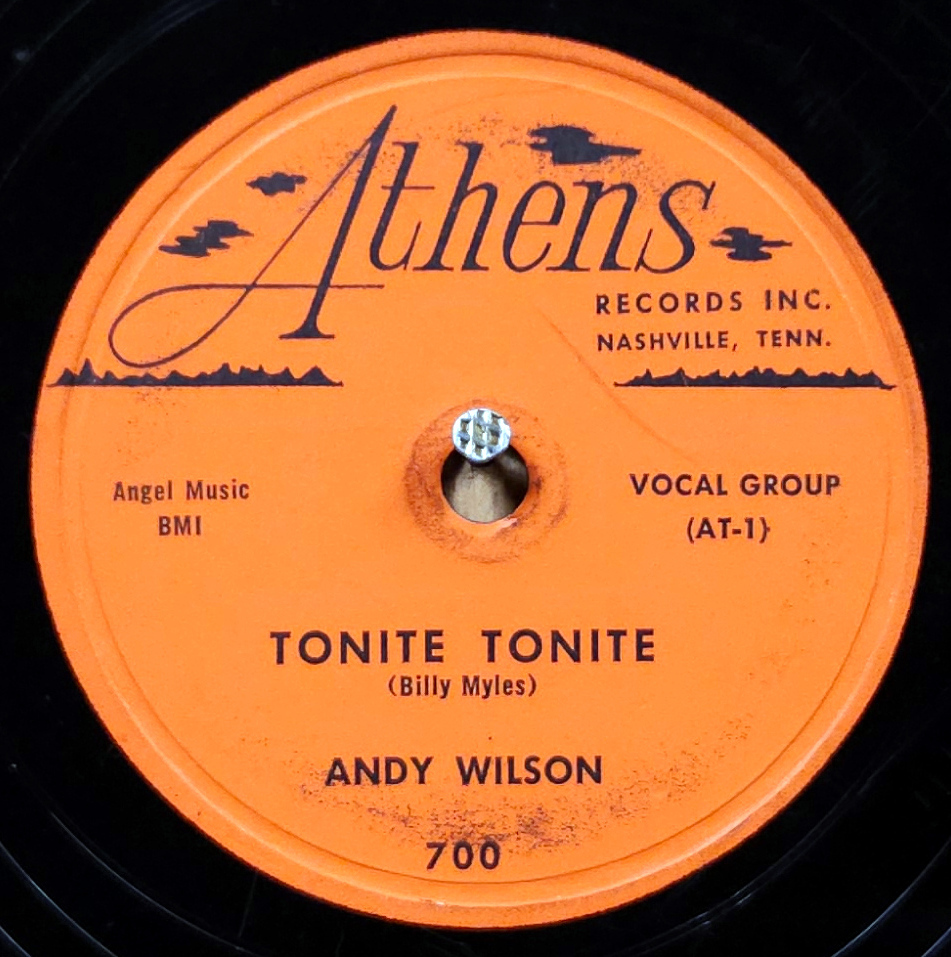 Athens
RECORDS INC.
NASHVILLE, TENN.
Angel Music
BMI
VOCAL GROUP
(AT-1)
TONITE TONITE
(Billy Myles)
ANDY WILSON
700